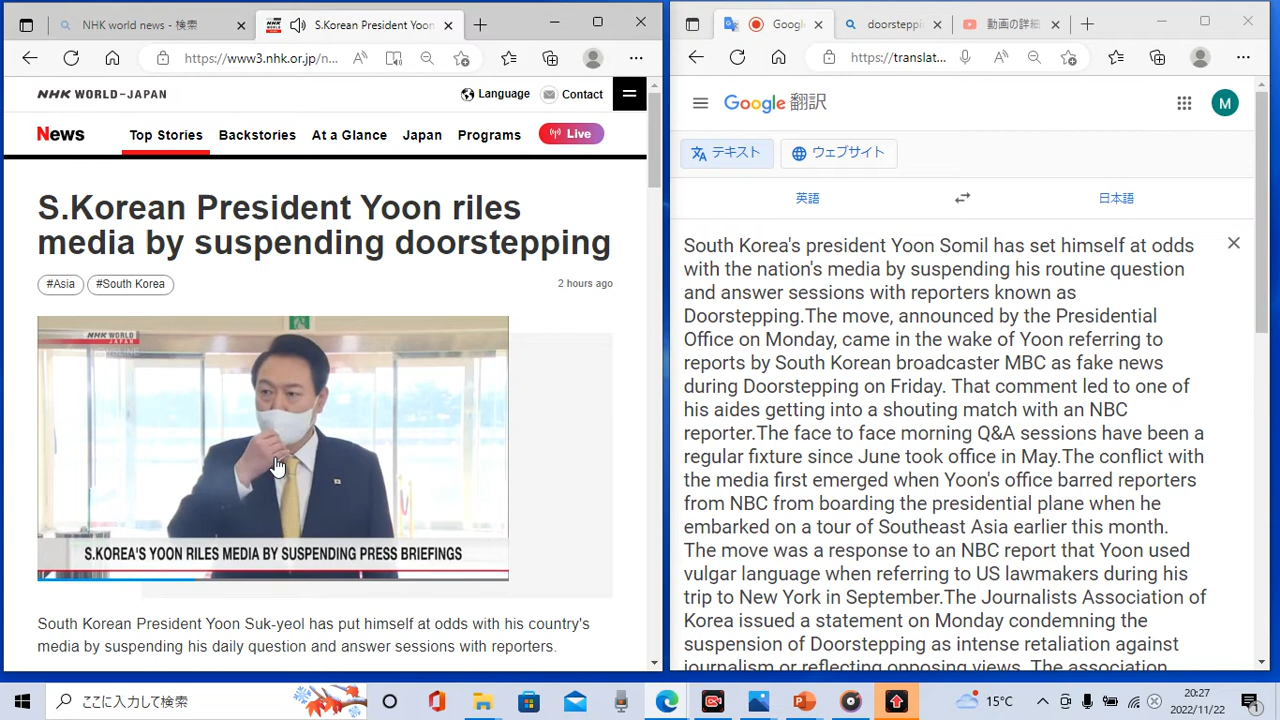 NHK world news - 検索
S.Korean President Yoon
https://www3.nhk.or.jp/n...
NHK WORLD-JAPAN
Language
Contact
News
Top Stories
Backstories
At a Glance
Japan
Programs
Live
S.Korean President Yoon riles
media by suspending doorstepping
#Asia
#South Korea
2 hours ago
NHK WORLD
JAPAN
NEWSLINE
S.KOREA'S YOON RILES MEDIA BY SUSPENDING PRESS BRIEFINGS
South Korean President Yoon Suk-yeol has put himself at odds with his country's
media by suspending his daily question and answer sessions with reporters.
Google
doorsteppi
動画の詳細
https://translat...
Google 翻訳
M
テキスト
ウェブサイト
英語
日本語
South Korea's president Yoon Somil has set himself at odds
with the nation's media by suspending his routine question
and answer sessions with reporters known as
Doorstepping.The move, announced by the Presidential
Office on Monday, came in the wake of Yoon referring to
reports by South Korean broadcaster MBC as fake news
during Doorstepping on Friday. That comment led to one of
his aides getting into a shouting match with an NBC
reporter.The face to face morning Q&A sessions have been a
regular fixture since June took office in May.The conflict with
the media first emerged when Yoon's office barred reporters
from NBC from boarding the presidential plane when he
embarked on a tour of Southeast Asia earlier this month.
The move was a response to an NBC report that Yoon used
vulgar language when referring to US lawmakers during his
trip to New York in September.The Journalists Association of
Korea issued a statement on Monday condemning the
suspension of Doorstepping as intense retaliation against
journalism or reflecting opposing views. The association
ここに入力して検索
15°C
20:27
2022/11/22